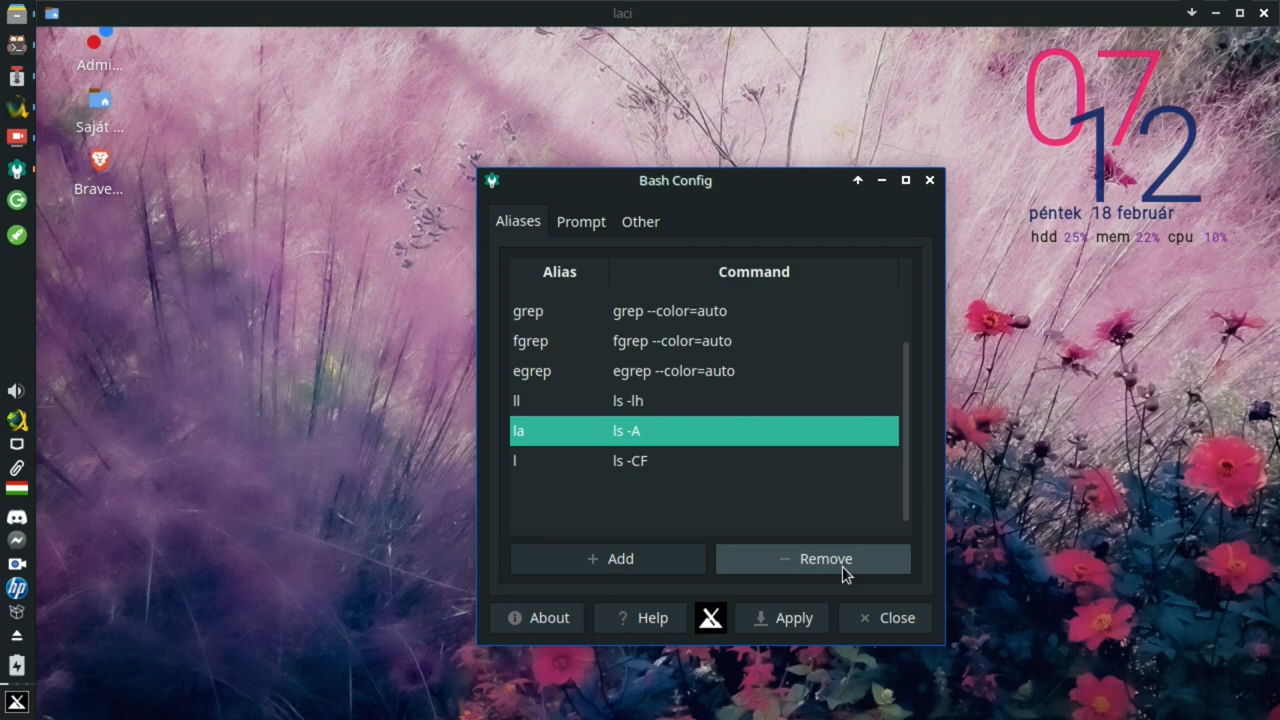 laci
Admi...
Saját ...
Brave...
07
12
péntek 18 február
hdd 25% mem 22% cpu 10%
Bash Config
Aliases Prompt Other
Alias Command
grep grep --color=auto
fgrep fgrep --color=auto
egrep egrep --color=auto
ll ls -lh
la ls -A
l ls -CF
+ Add − Remove
About ? Help Apply × Close
hp